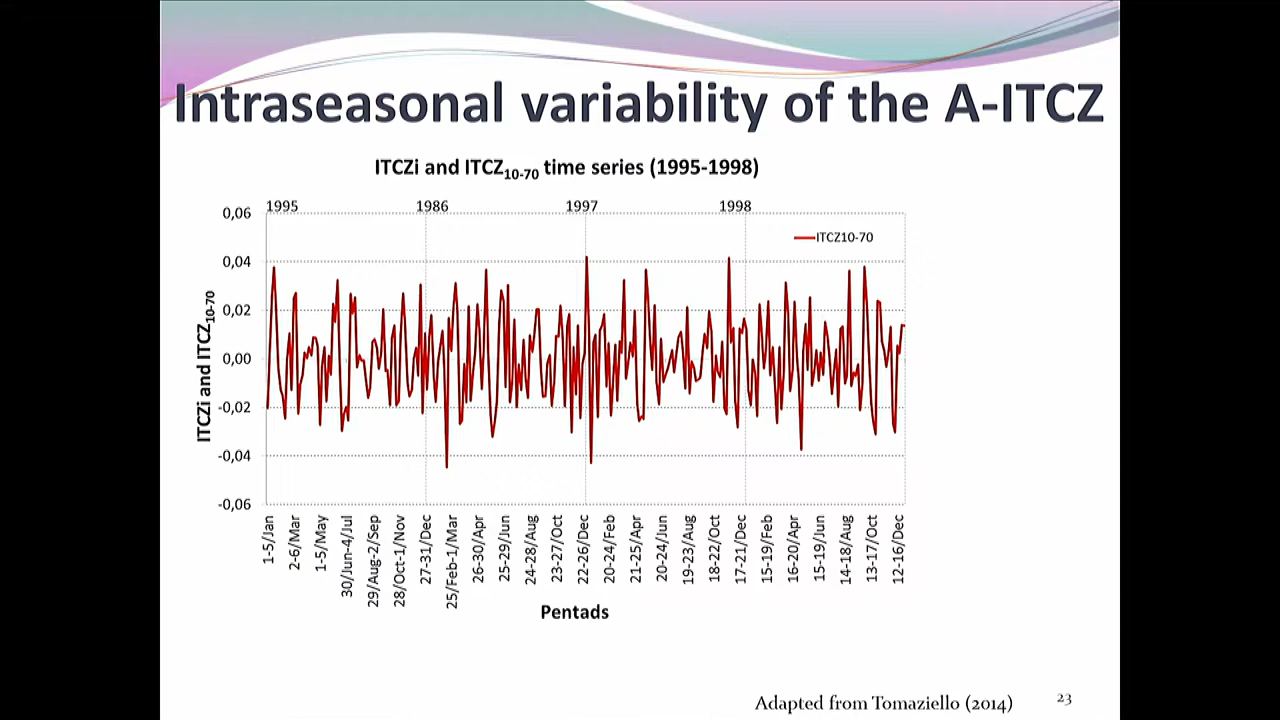 Intraseasonal variability of the A-ITCZ
ITCZi and ITCZ10-70 time series (1995-1998)
1995 1986 1997 1998
ITCZ10-70
0,06
0,04
0,02
0,00
-0,02
-0,04
-0,06
ITCZi and ITCZ10-70
1-5/Jan
2-6/Mar
1-5/May
30/Jun-4/Jul
29/Aug-2/Sep
28/Oct-1/Nov
27-31/Dec
25/Feb-1/Mar
26-30/Apr
25-29/Jun
24-28/Aug
23-27/Oct
22-26/Dec
20-24/Feb
21-25/Apr
20-24/Jun
19-23/Aug
18-22/Oct
17-21/Dec
15-19/Feb
16-20/Apr
15-19/Jun
14-18/Aug
13-17/Oct
12-16/Dec
Pentads
Adapted from Tomaziello (2014)
23